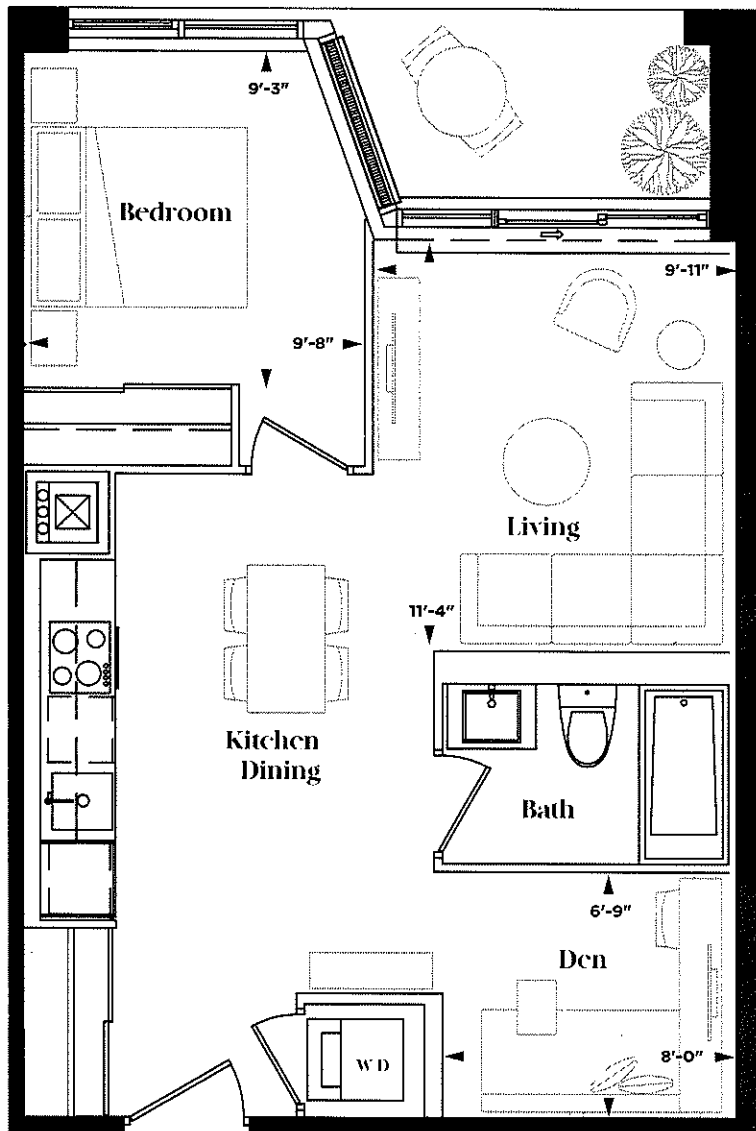 9'-3"
Bedroom
9'-11"
9'-8"
Living
11'-4"
Kitchen
Dining
Bath
6'-9"
Den
W D
8'-0"